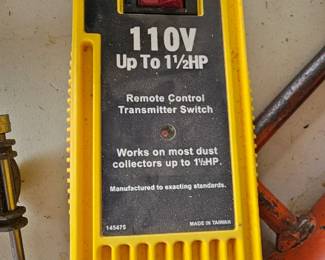 110V
Up To 1½HP
Remote Control
Transmitter Switch
Works on most dust
collectors up to 1½HP.
Manufactured to exacting standards.
145475
MADE IN TAIWAN